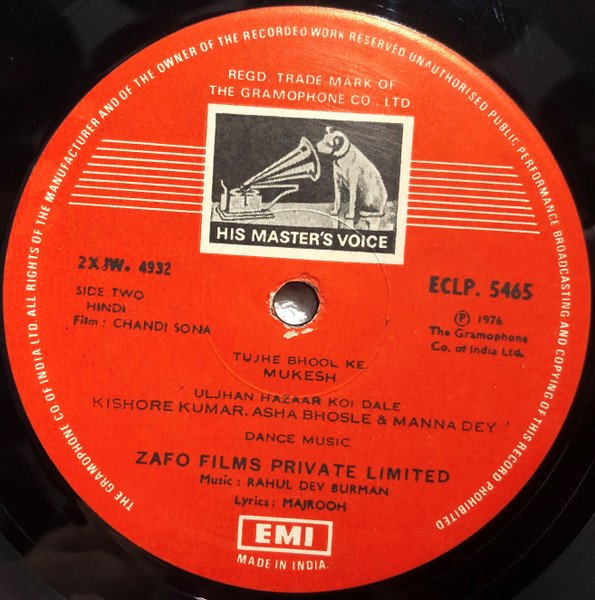 THE GRAMOPHONE CO OF INDIA LTD. ALL RIGHTS OF THE MANUFACTURER AND OF THE OWNER OF THE RECORDED WORK RESERVED UNAUTHORISED PUBLIC PERFORMANCE BROADCASTING AND COPYING OF THIS RECORD PROHIBITED
REGD. TRADE MARK OF
THE GRAMOPHONE CO., LTD
HIS MASTER'S VOICE
2XJW. 4932
ECLP. 5465
SIDE TWO
HINDI
Film : CHANDI SONA
Ⓟ 1976
The Gramophone
Co. of India Ltd.
TUJHE BHOOL KE
MUKESH
ULJHAN HAZAAR KOI DALE
KISHORE KUMAR, ASHA BHOSLE & MANNA DEY
DANCE MUSIC
ZAFO FILMS PRIVATE LIMITED
Music : RAHUL DEV BURMAN
Lyrics : MAJROOH
EMI
MADE IN INDIA.